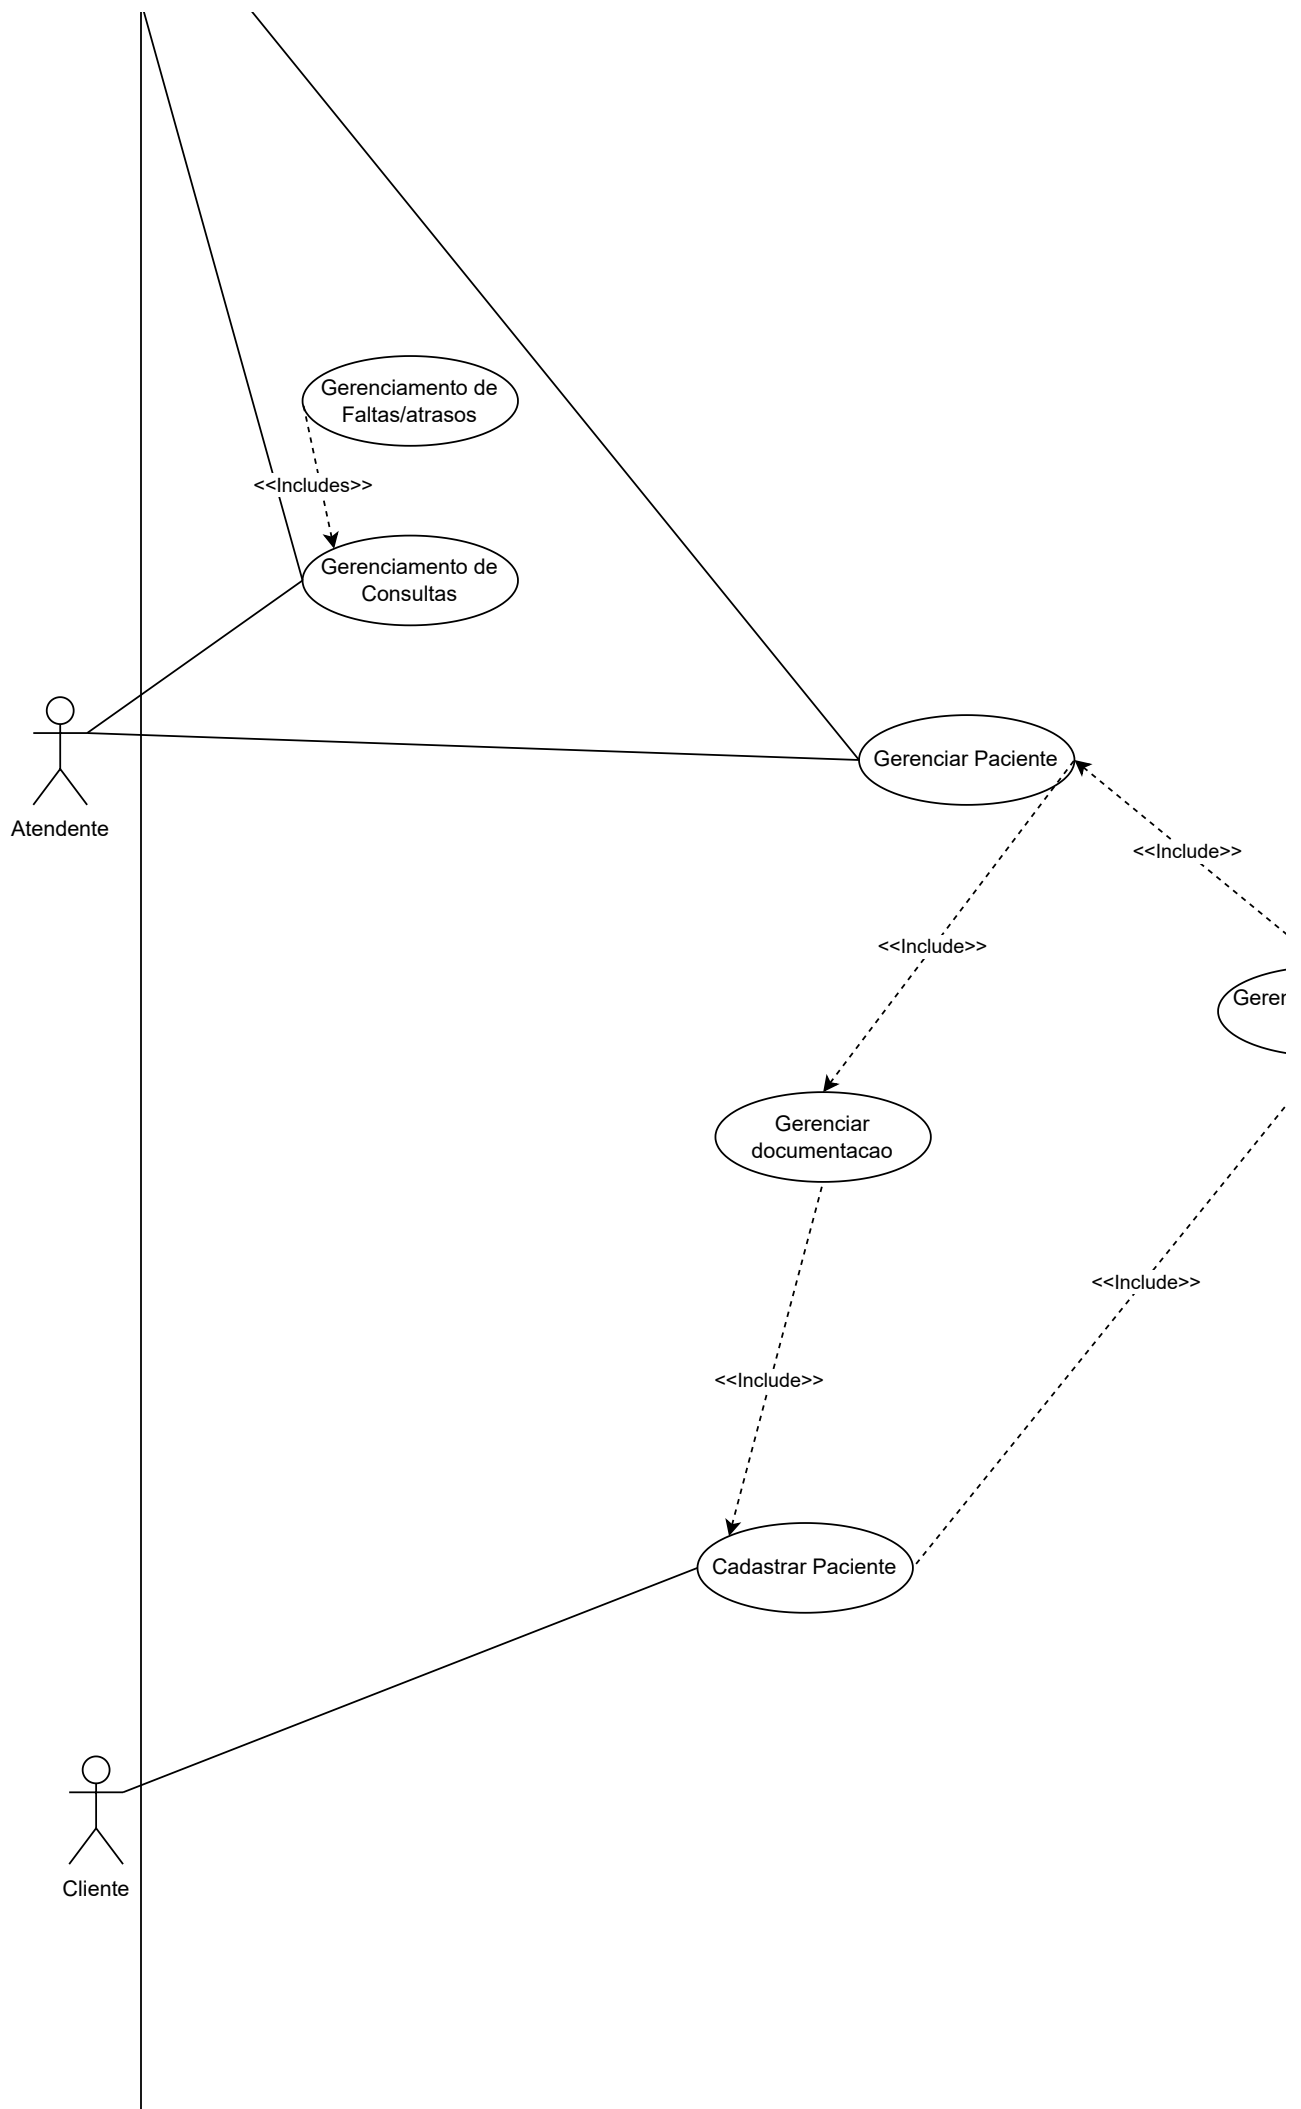 Gerenciamento de
Faltas/atrasos
<<Includes>>
Gerenciamento de
Consultas
Atendente
Gerenciar Paciente
<<Include>>
<<Include>>
Gerenciar
documentacao
<<Include>>
<<Include>>
Cadastrar Paciente
Cliente